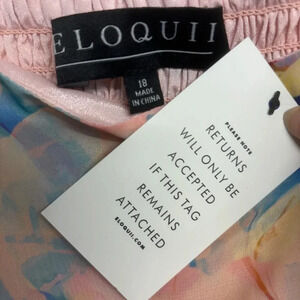 ELOQUII
18
MADE
IN CHINA
PLEASE NOTE
RETURNS
WILL ONLY BE
ACCEPTED
IF THIS TAG
REMAINS
ATTACHED
ELOQUII.COM